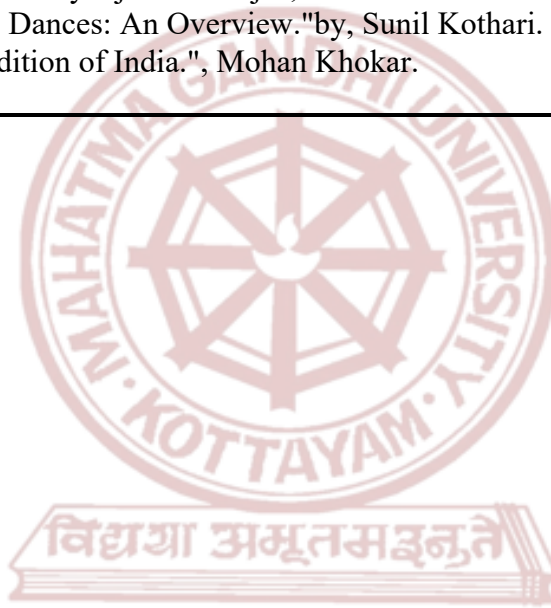 Dances: An Overview."by, Sunil Kothari.
dition of India.", Mohan Khokar.
MAHATMA GANDHI UNIVERSITY
• KOTTAYAM •
विद्यया अमृतमश्नुते